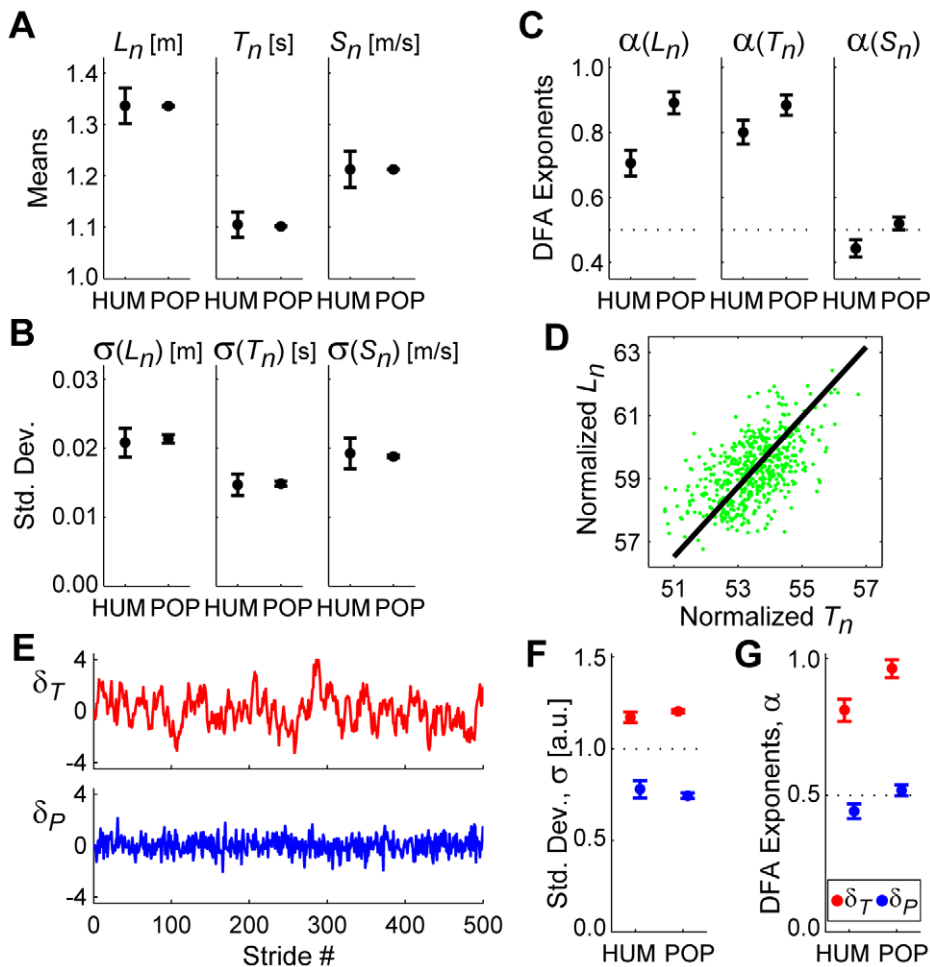 A
Lₙ [m] Tₙ [s] Sₙ [m/s]
1.4
1.3
1.2
1.1
1.0
Means
HUM POP HUM POP HUM POP
B
σ(Lₙ) [m] σ(Tₙ) [s] σ(Sₙ) [m/s]
0.03
0.02
0.01
0.00
Std. Dev.
HUM POP HUM POP HUM POP
C
α(Lₙ) α(Tₙ) α(Sₙ)
1.0
0.8
0.6
0.4
DFA Exponents
HUM POP HUM POP HUM POP
D
63
61
59
57
Normalized Lₙ
51 53 55 57
Normalized Tₙ
E
4
δT 0
-4
4
δP 0
-4
0 100 200 300 400 500
Stride #
F
1.5
1.0
0.5
0.0
Std. Dev., σ [a.u.]
HUM POP
G
1.0
0.5
0.0
DFA Exponents, α
δT δP
HUM POP